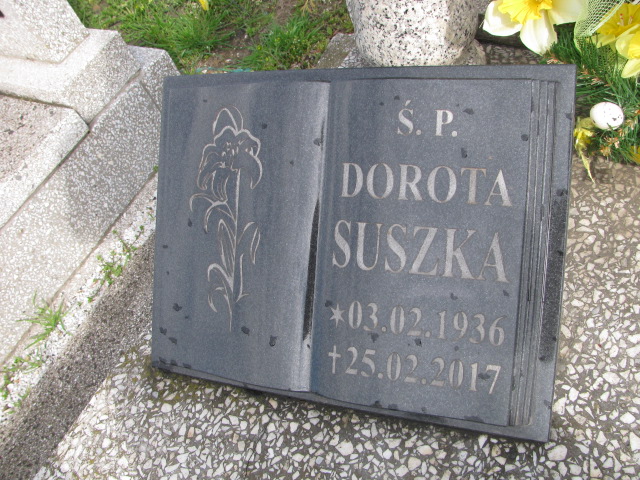 Ś. P.
DOROTA
SUSZKA
*03.02.1936
†25.02.2017